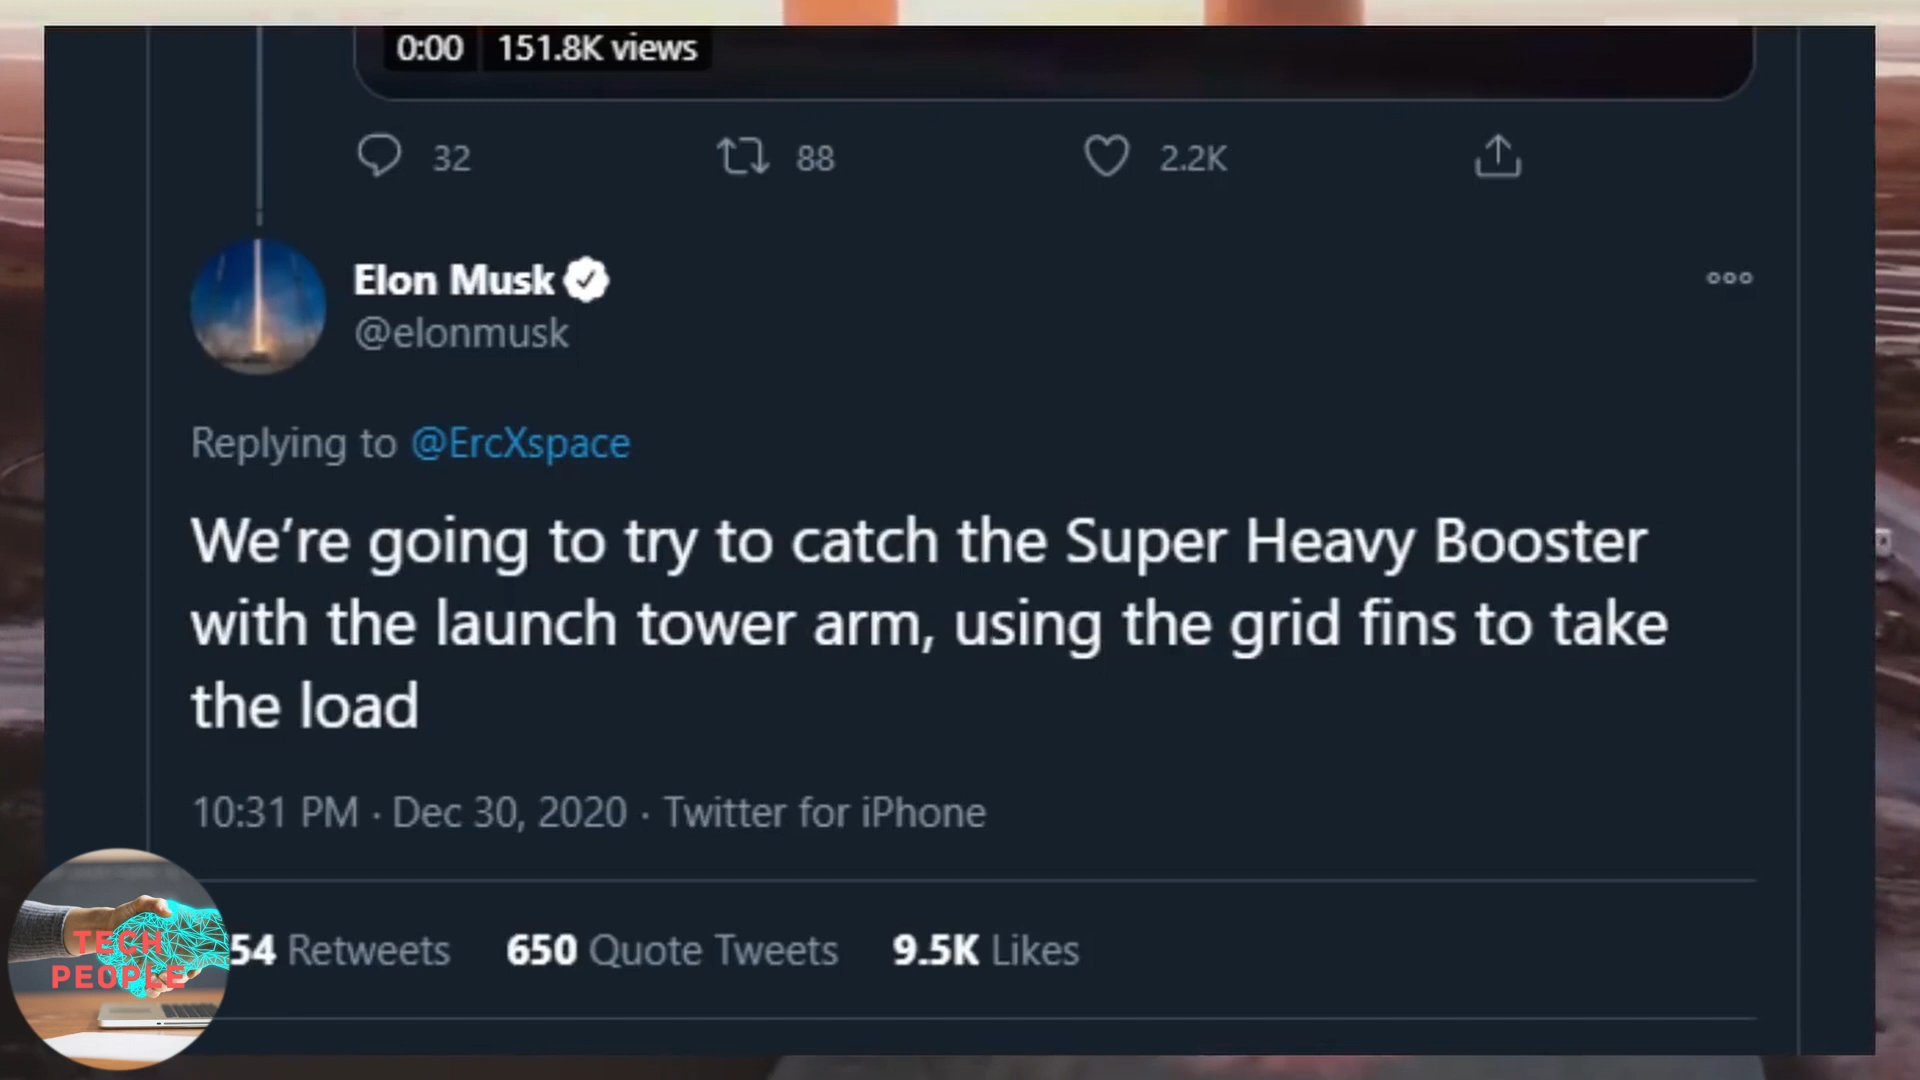 0:00 151.8K views
32 88 2.2K
Elon Musk
@elonmusk
Replying to @ErcXspace
We’re going to try to catch the Super Heavy Booster
with the launch tower arm, using the grid fins to take
the load
10:31 PM · Dec 30, 2020 · Twitter for iPhone
54 Retweets 650 Quote Tweets 9.5K Likes
TECH
PEOPLE